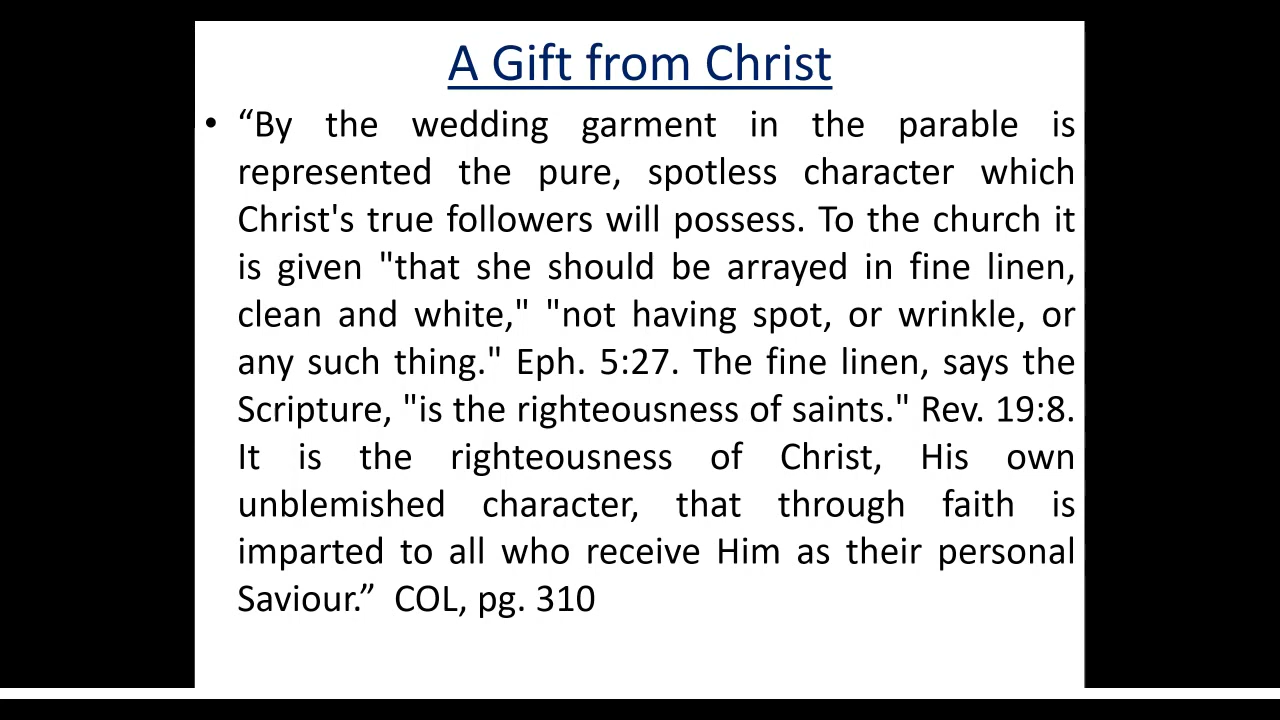 A Gift from Christ
• “By the wedding garment in the parable is
represented the pure, spotless character which
Christ's true followers will possess. To the church it
is given "that she should be arrayed in fine linen,
clean and white," "not having spot, or wrinkle, or
any such thing." Eph. 5:27. The fine linen, says the
Scripture, "is the righteousness of saints." Rev. 19:8.
It is the righteousness of Christ, His own
unblemished character, that through faith is
imparted to all who receive Him as their personal
Saviour.” COL, pg. 310